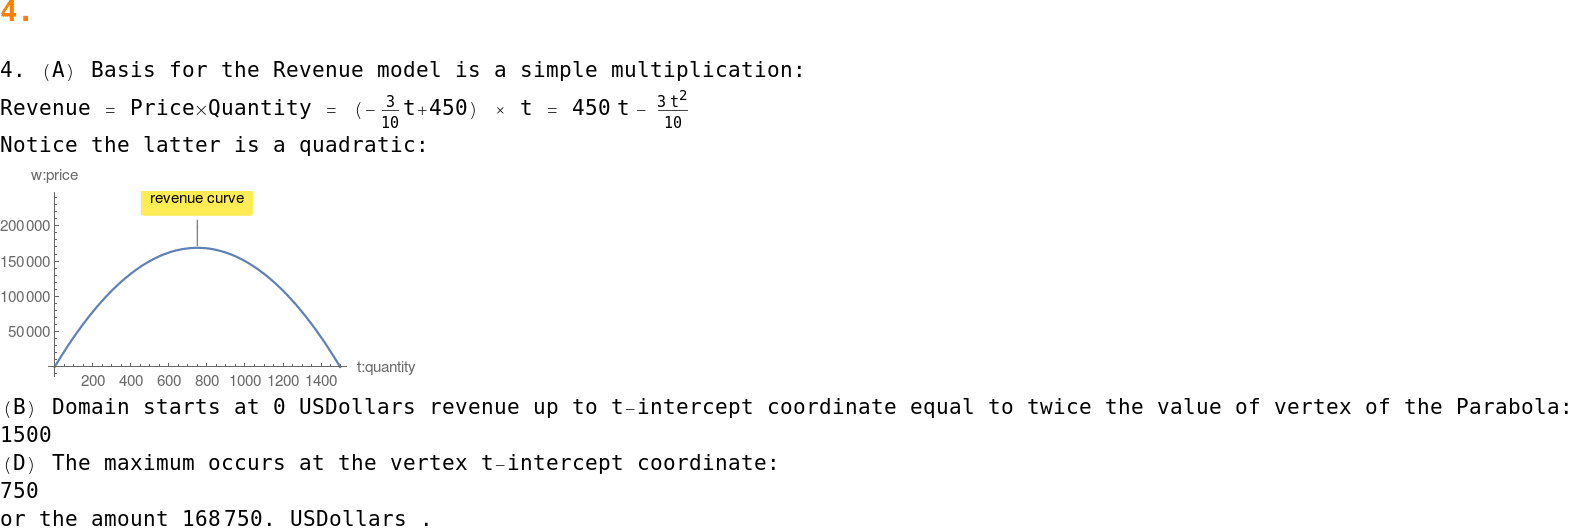 4.
4. (A) Basis for the Revenue model is a simple multiplication:
Revenue = Price×Quantity = (-3/10 t+450) × t = 450 t - 3 t²/10
Notice the latter is a quadratic:
w:price
revenue curve
200 000
150 000
100 000
50 000
t:quantity
200 400 600 800 1000 1200 1400
(B) Domain starts at 0 USDollars revenue up to t-intercept coordinate equal to twice the value of vertex of the Parabola:
1500
(D) The maximum occurs at the vertex t-intercept coordinate:
750
or the amount 168 750. USDollars .